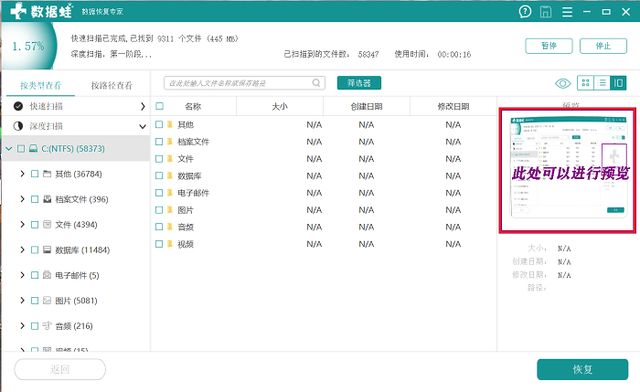 数据蛙 数据恢复专家
1.57%
快速扫描已完成,已找到 9311 个文件 (445 MB)
深度扫描, 第一阶段... 已扫描到的文件数: 58347 使用时间: 00:00:16
暂停 停止
按类型查看 按路径查看
在此处输入文件名称或保存路径
筛选器
快速扫描
深度扫描
C:(NTFS) (58373)
其他 (36784)
档案文件 (396)
文件 (4394)
数据库 (11484)
电子邮件 (5)
图片 (5081)
音频 (216)
视频 (15)
名称 大小 创建日期 修改日期
其他 N/A N/A N/A
档案文件 N/A N/A N/A
文件 N/A N/A N/A
数据库 N/A N/A N/A
电子邮件 N/A N/A N/A
图片 N/A N/A N/A
音频 N/A N/A N/A
视频 N/A N/A N/A
预览
此处可以进行预览
大小: N/A
创建日期: N/A
修改日期: N/A
路径:
返回
恢复